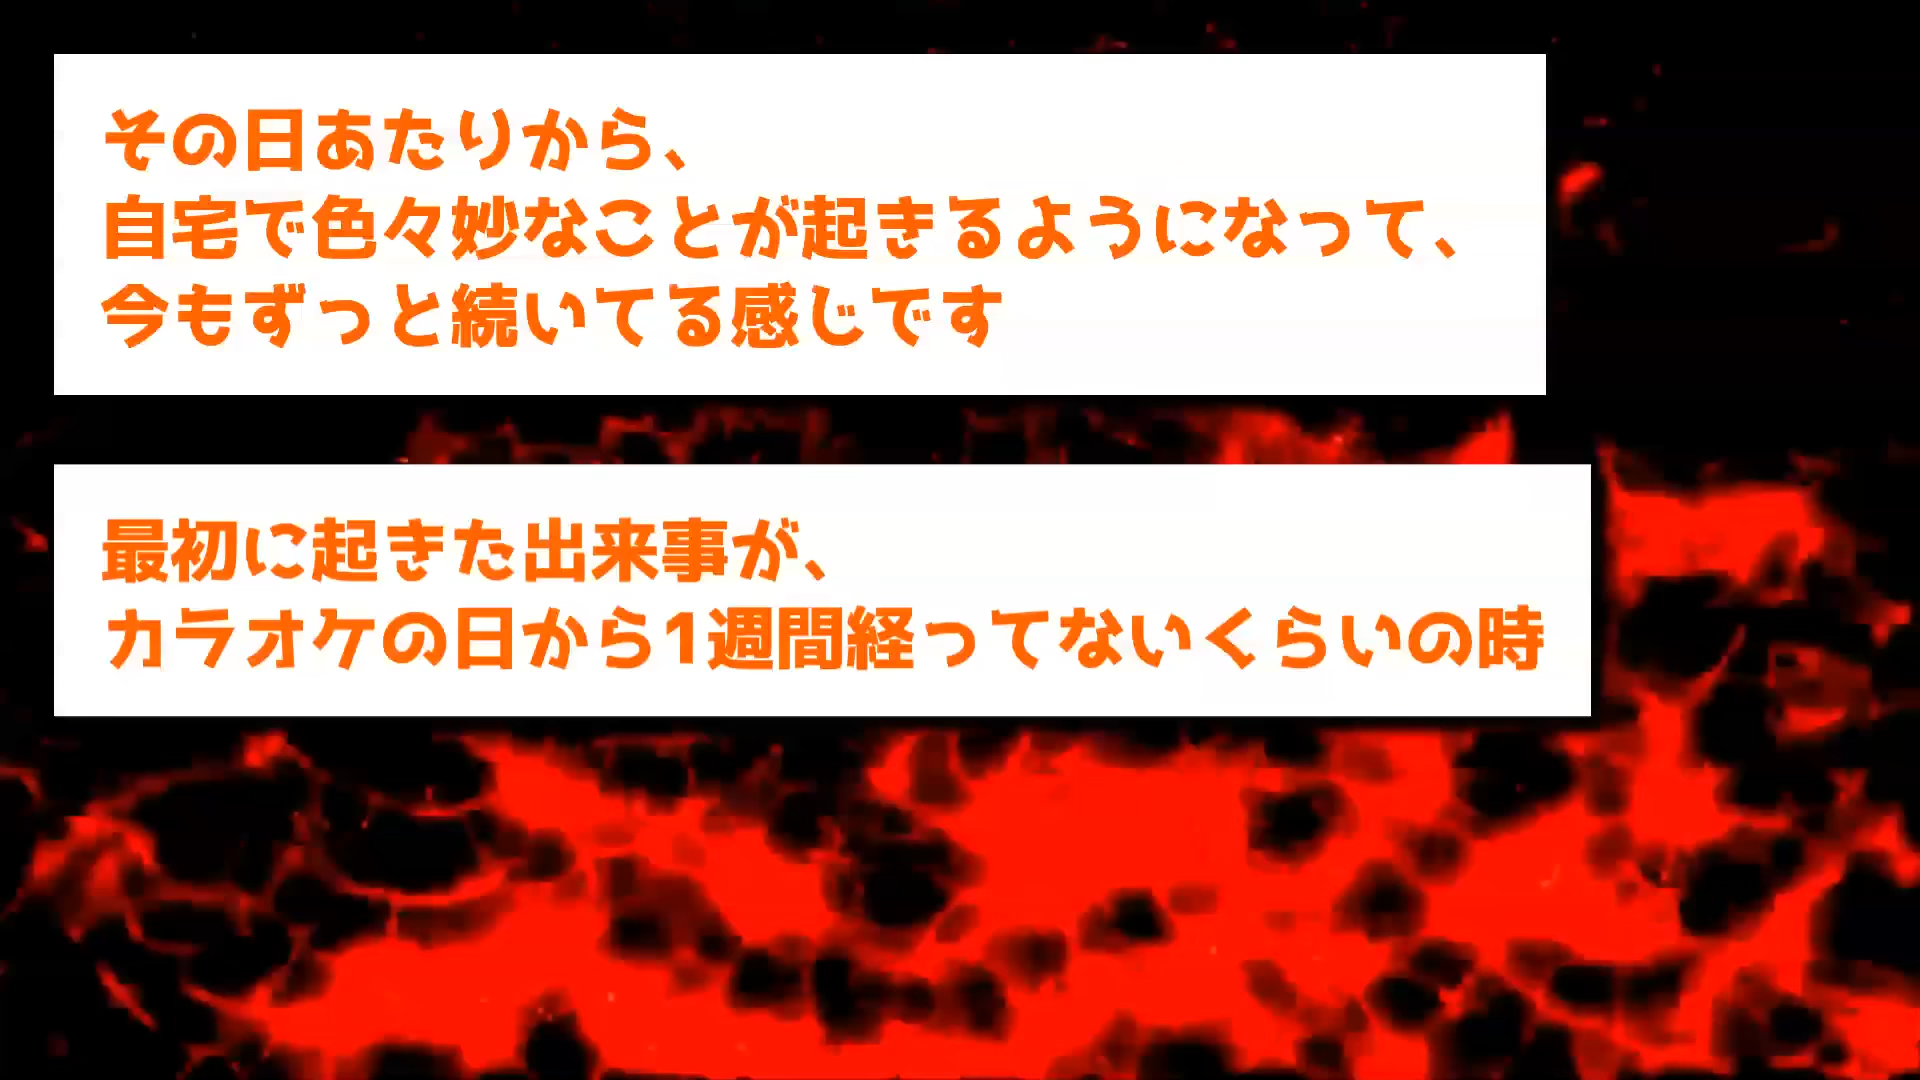 その日あたりから、
自宅で色々妙なことが起きるようになって、
今もずっと続いてる感じです
最初に起きた出来事が、
カラオケの日から1週間経ってないくらいの時